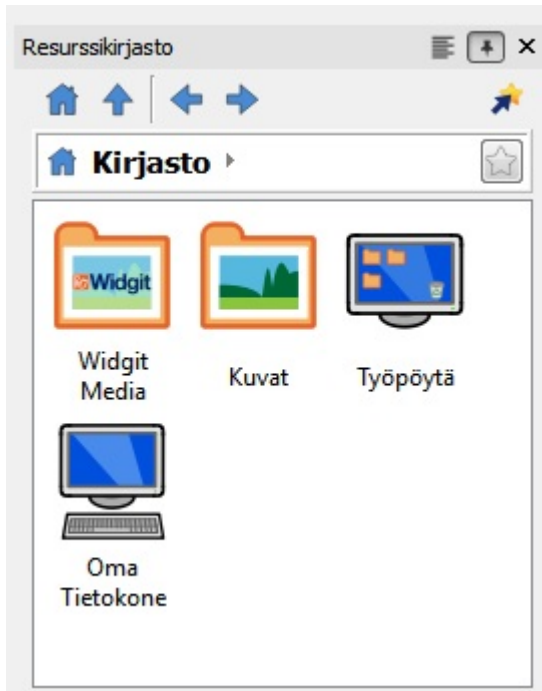 Resurssikirjasto
Kirjasto
Widgit
Widgit
Media
Kuvat
Työpöytä
Oma
Tietokone